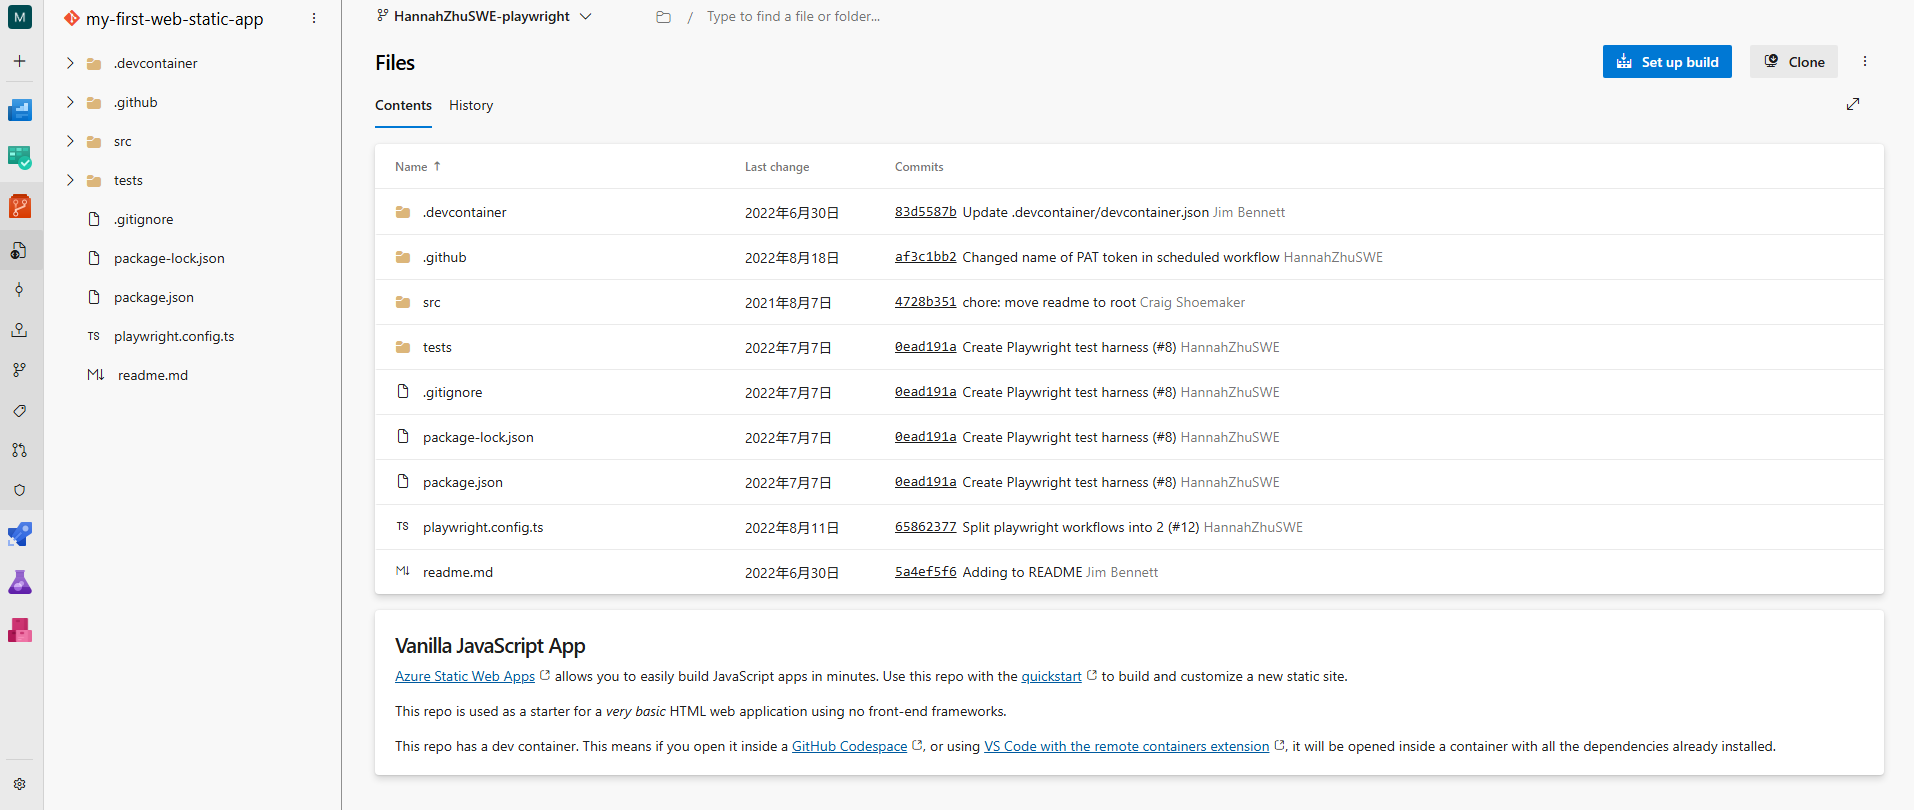 M
my-first-web-static-app
.devcontainer
.github
src
tests
.gitignore
package-lock.json
package.json
TS playwright.config.ts
M↓ readme.md
HannahZhuSWE-playwright
/ Type to find a file or folder...
Files
Set up build
Clone
Contents History
Name ↑ Last change Commits
.devcontainer 2022年6月30日 83d5587b Update .devcontainer/devcontainer.json Jim Bennett
.github 2022年8月18日 af3c1bb2 Changed name of PAT token in scheduled workflow HannahZhuSWE
src 2021年8月7日 4728b351 chore: move readme to root Craig Shoemaker
tests 2022年7月7日 0ead191a Create Playwright test harness (#8) HannahZhuSWE
.gitignore 2022年7月7日 0ead191a Create Playwright test harness (#8) HannahZhuSWE
package-lock.json 2022年7月7日 0ead191a Create Playwright test harness (#8) HannahZhuSWE
package.json 2022年7月7日 0ead191a Create Playwright test harness (#8) HannahZhuSWE
TS playwright.config.ts 2022年8月11日 65862377 Split playwright workflows into 2 (#12) HannahZhuSWE
M↓ readme.md 2022年6月30日 5a4ef5f6 Adding to README Jim Bennett
Vanilla JavaScript App
Azure Static Web Apps allows you to easily build JavaScript apps in minutes. Use this repo with the quickstart to build and customize a new static site.
This repo is used as a starter for a very basic HTML web application using no front-end frameworks.
This repo has a dev container. This means if you open it inside a GitHub Codespace , or using VS Code with the remote containers extension , it will be opened inside a container with all the dependencies already installed.